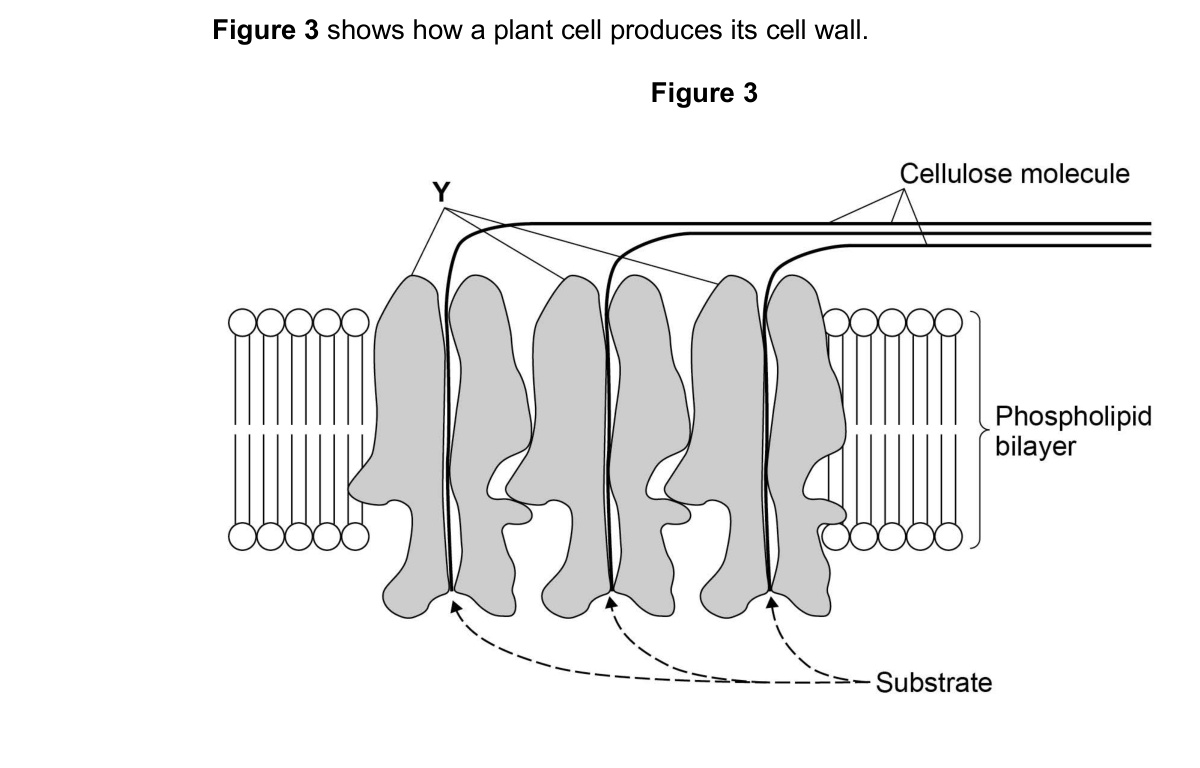 Figure 3 shows how a plant cell produces its cell wall.
Figure 3
Cellulose molecule
Y
Phospholipid
bilayer
Substrate